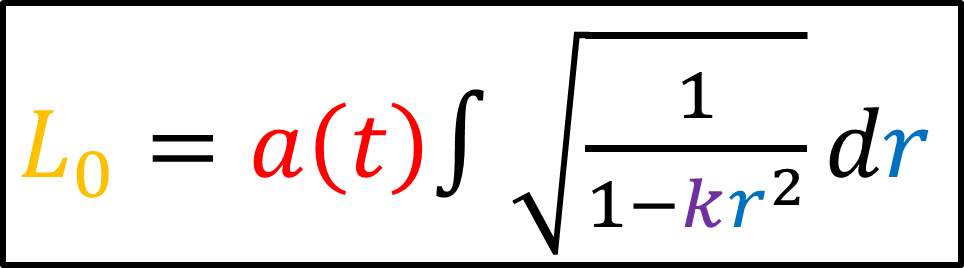 L₀ = a(t) ∫ √(1/(1−kr²)) dr